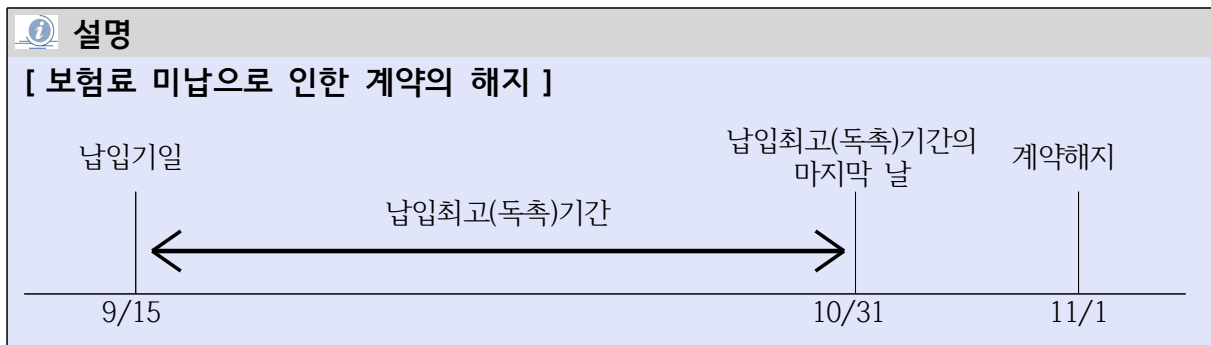 설명
[ 보험료 미납으로 인한 계약의 해지 ]
납입기일
납입최고(독촉)기간의
마지막 날
계약해지
납입최고(독촉)기간
9/15
10/31
11/1